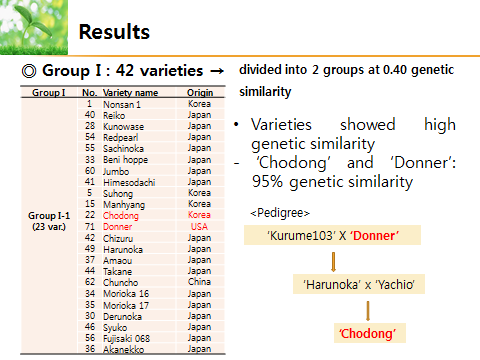 Results
◎ Group Ⅰ : 42 varieties → divided into 2 groups at 0.40 genetic
similarity
Group I No. Variety name Origin
1 Nonsan 1 Korea
40 Reiko Japan
28 Kunowase Japan
54 Redpearl Japan
55 Sachinoka Japan
33 Beni hoppe Japan
60 Jumbo Japan
41 Himesodachi Japan
5 Suhong Korea
15 Manhyang Korea
Group I-1 22 Chodong Korea
(23 var.) 71 Donner USA
42 Chizuru Japan
49 Harunoka Japan
37 Amaou Japan
44 Takane Japan
62 Chuncho China
34 Morioka 16 Japan
35 Morioka 17 Japan
30 Derunoka Japan
46 Syuko Japan
56 Fujisaki 068 Japan
36 Akanekko Japan
• Varieties showed high
genetic similarity
- ‘Chodong’ and ‘Donner’:
95% genetic similarity
<Pedigree>
‘Kurume103’ X ‘Donner’
‘Harunoka’ x ‘Yachio’
‘Chodong’